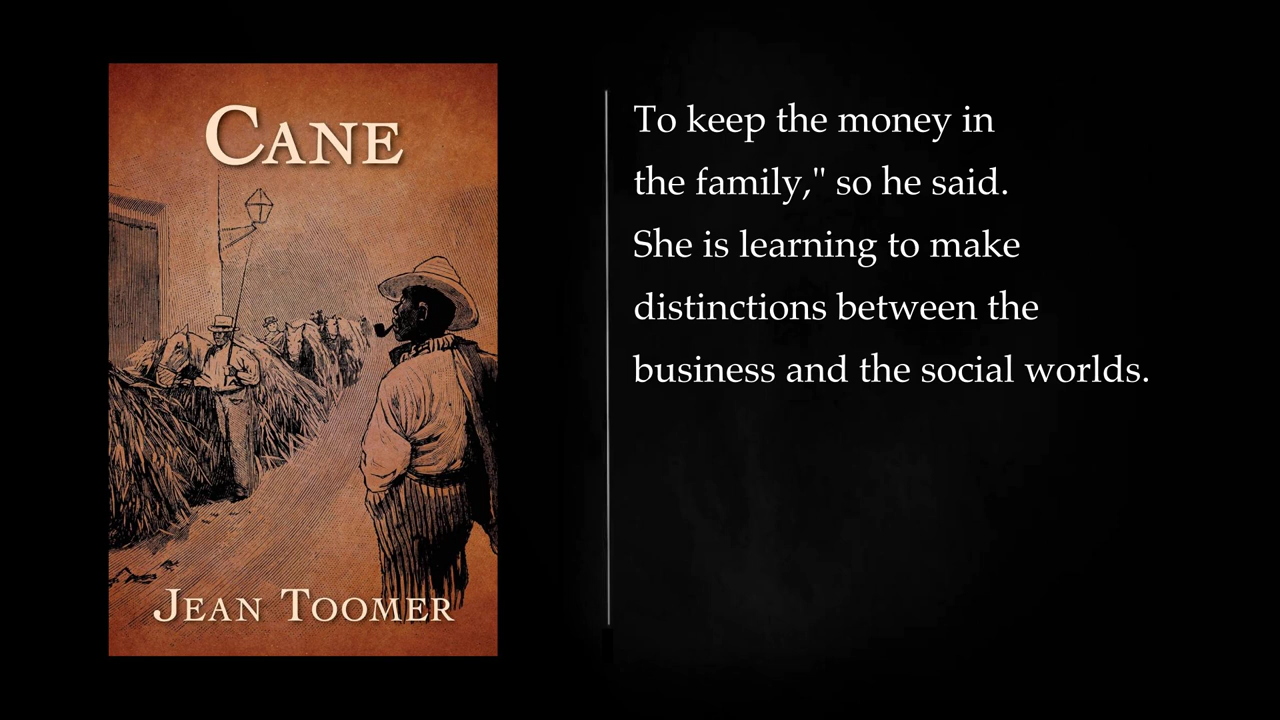 CANE
JEAN TOOMER
To keep the money in
the family," so he said.
She is learning to make
distinctions between the
business and the social worlds.